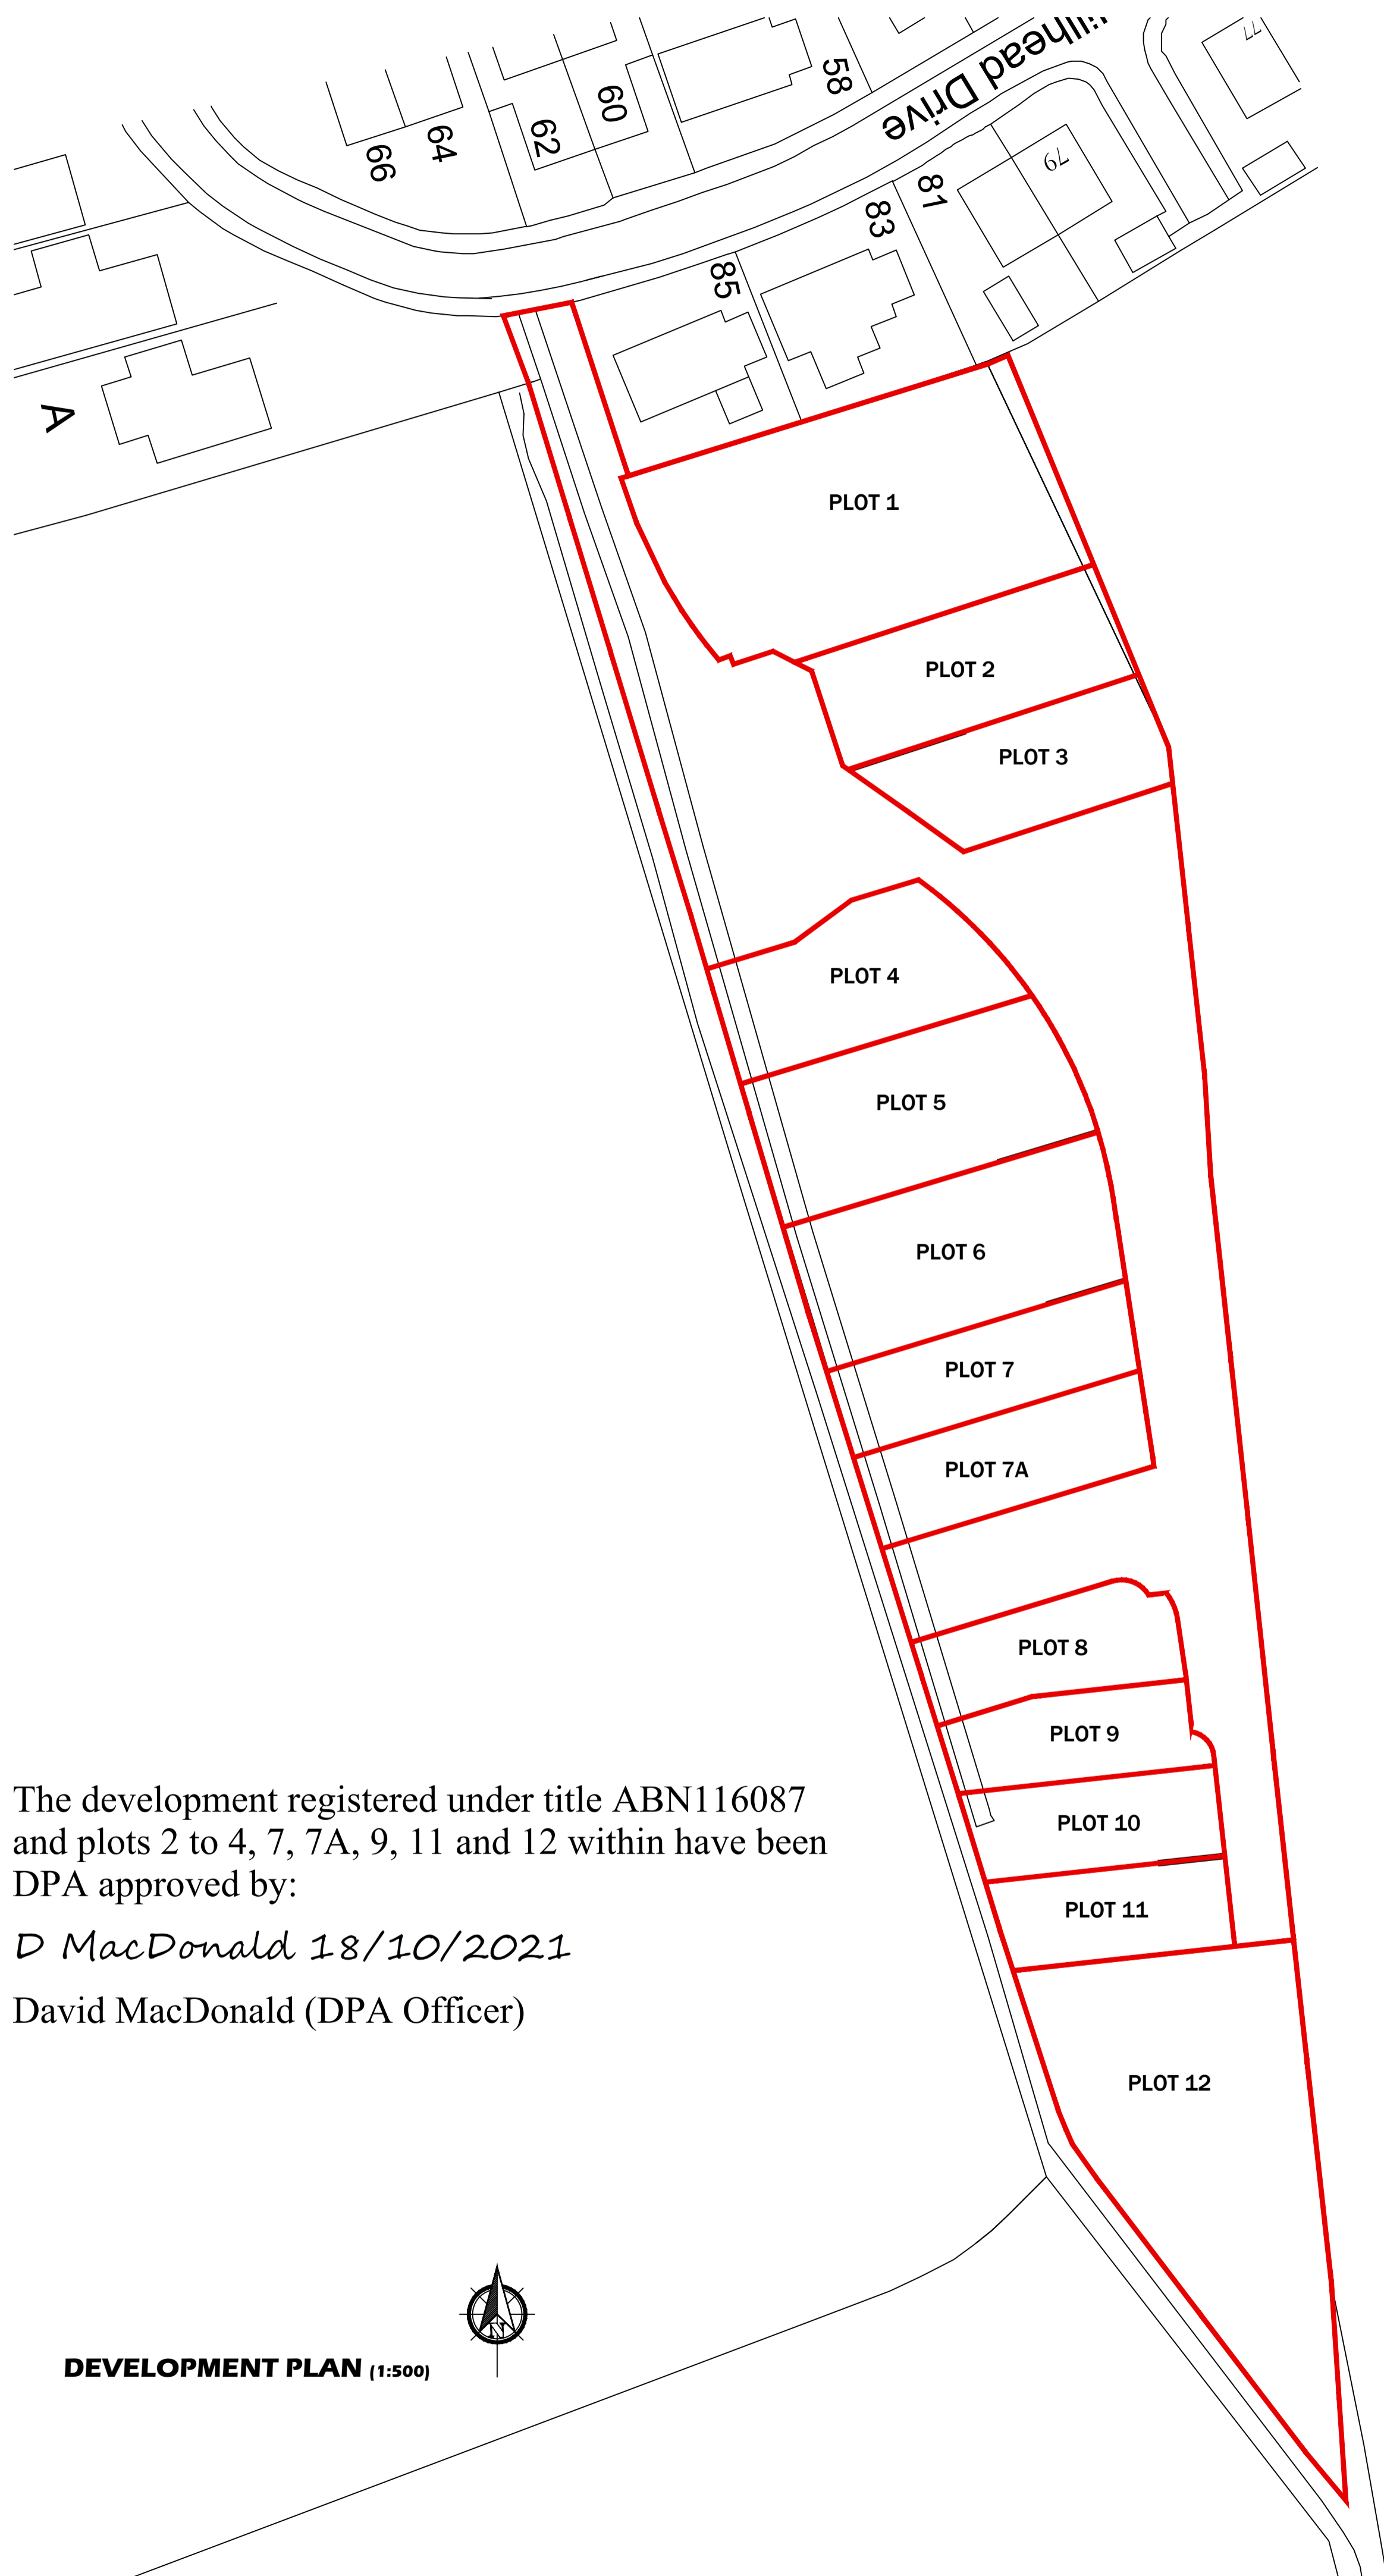 58
60
62
64
66
81
83
85
79
77
A
PLOT 1
PLOT 2
PLOT 3
PLOT 4
PLOT 5
PLOT 6
PLOT 7
PLOT 7A
PLOT 8
PLOT 9
PLOT 10
PLOT 11
PLOT 12
The development registered under title ABN116087
and plots 2 to 4, 7, 7A, 9, 11 and 12 within have been
DPA approved by:
D MacDonald 18/10/2021
David MacDonald (DPA Officer)
N
DEVELOPMENT PLAN (1:500)
Drive